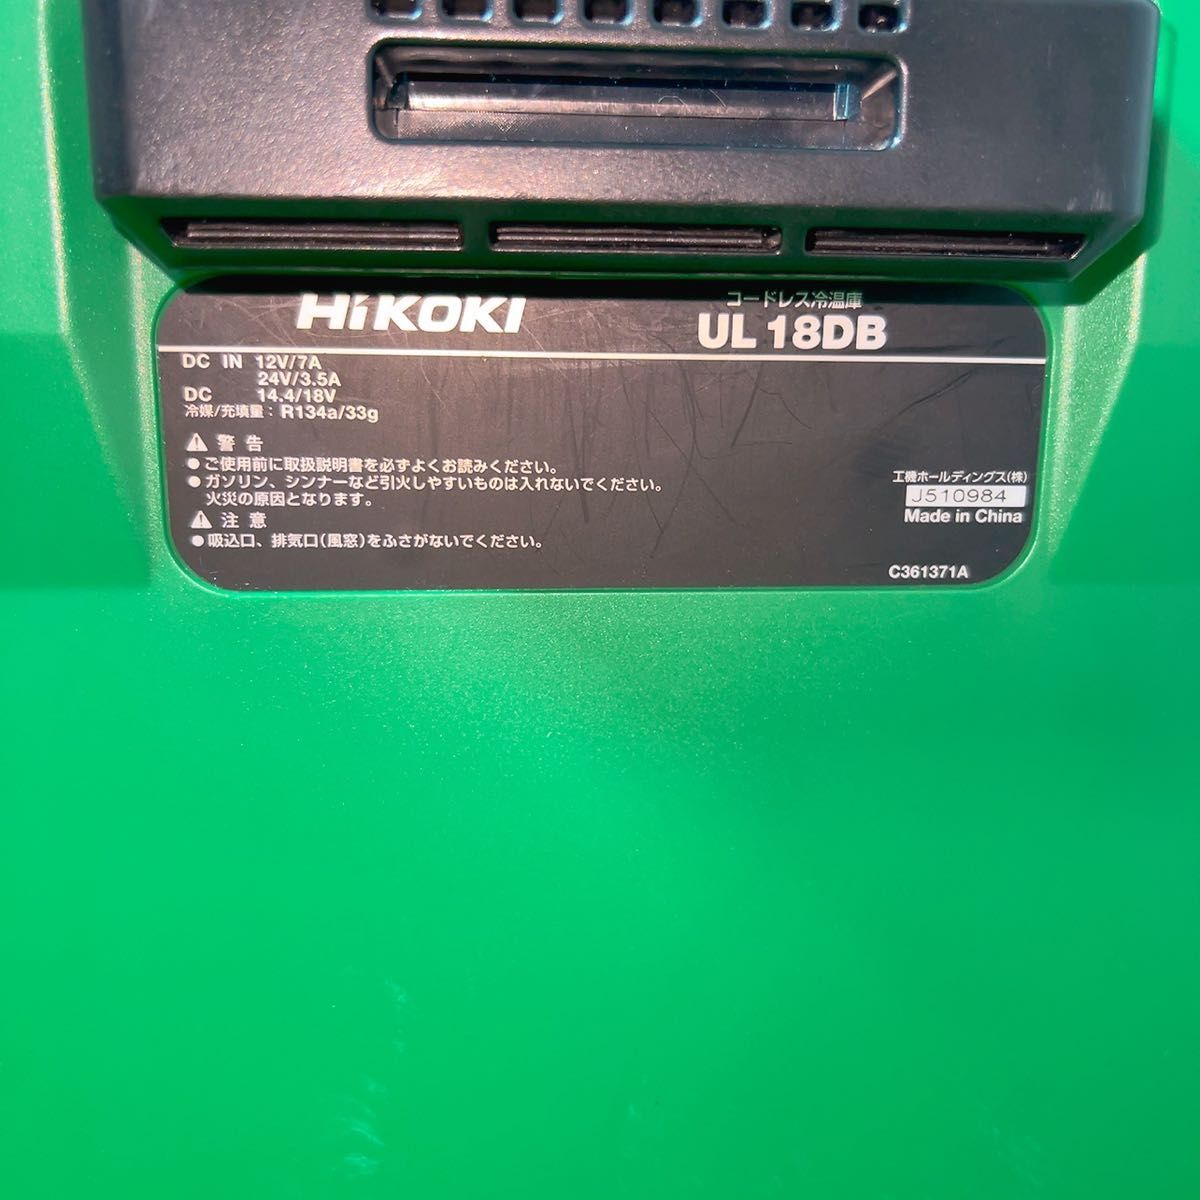 HiKOKI
コードレス冷温庫
UL 18DB
DC IN 12V/7A
24V/3.5A
DC 14.4/18V
冷媒/充填量: R134a/33g
⚠ 警告
●ご使用前に取扱説明書を必ずよくお読みください。
●ガソリン、シンナーなど引火しやすいものは入れないでください。
火災の原因となります。
⚠ 注意
●吸込口、排気口(風窓)をふさがないでください。
工機ホールディングス(株)
J510984
Made in China
C361371A